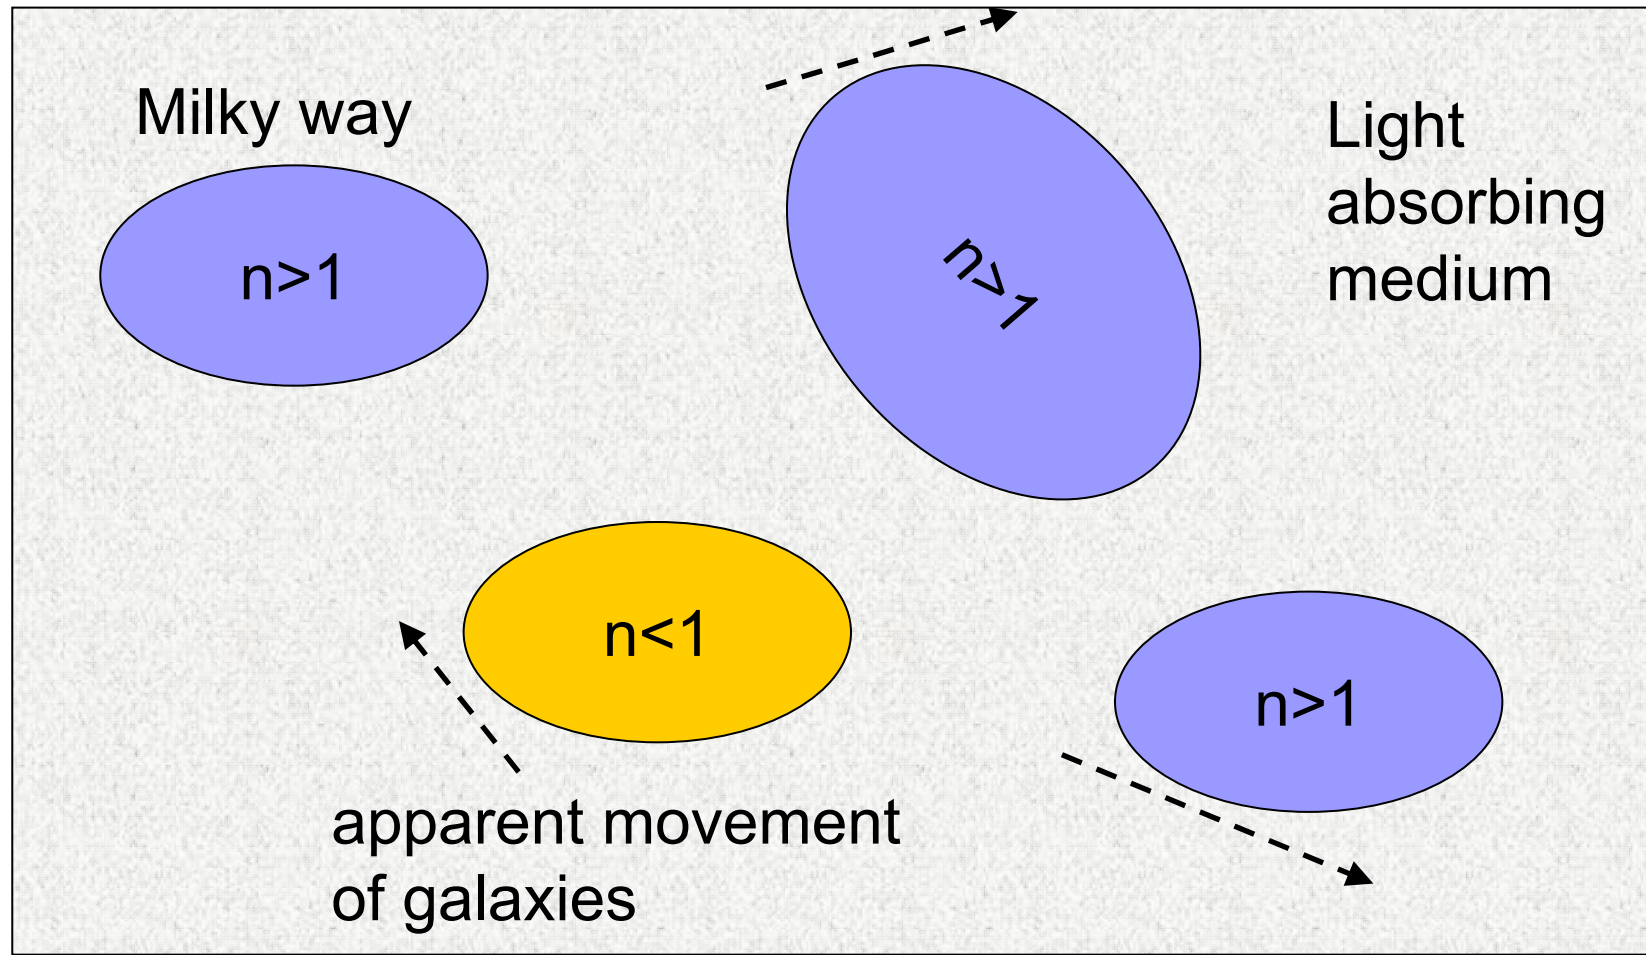 Milky way
n>1
n>1
Light
absorbing
medium
n<1
n>1
apparent movement
of galaxies